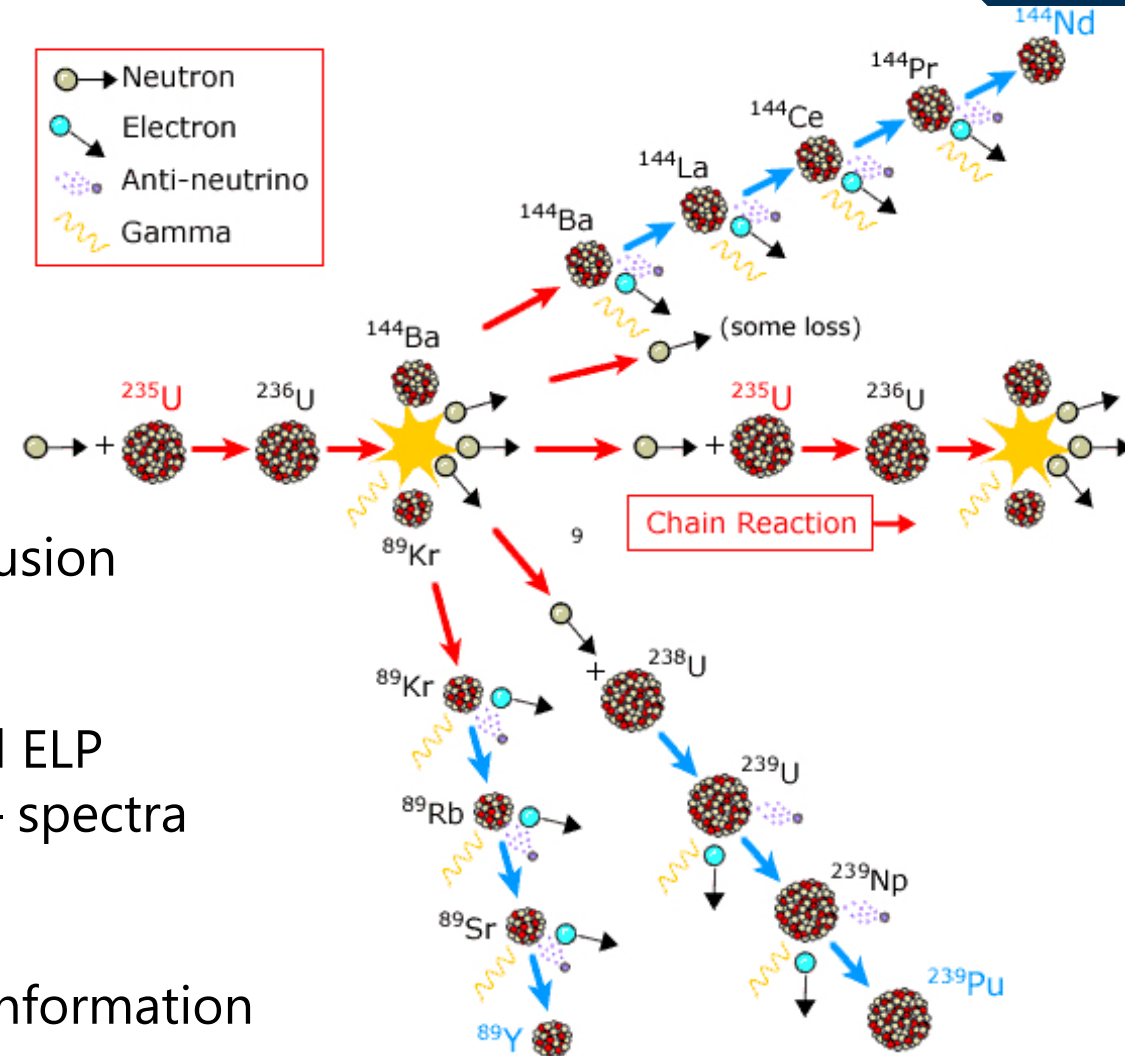 Neutron
Electron
Anti-neutrino
Gamma
¹⁴⁴Nd
¹⁴⁴Pr
¹⁴⁴Ce
¹⁴⁴La
¹⁴⁴Ba
(some loss)
¹⁴⁴Ba
²³⁵U
²³⁶U
²³⁵U
²³⁶U
+
+
Chain Reaction
⁸⁹Kr
9
usion
⁸⁹Kr
+
²³⁸U
l ELP
²³⁹U
⁸⁹Rb
- spectra
²³⁹Np
⁸⁹Sr
²³⁹Pu
nformation
⁸⁹Y